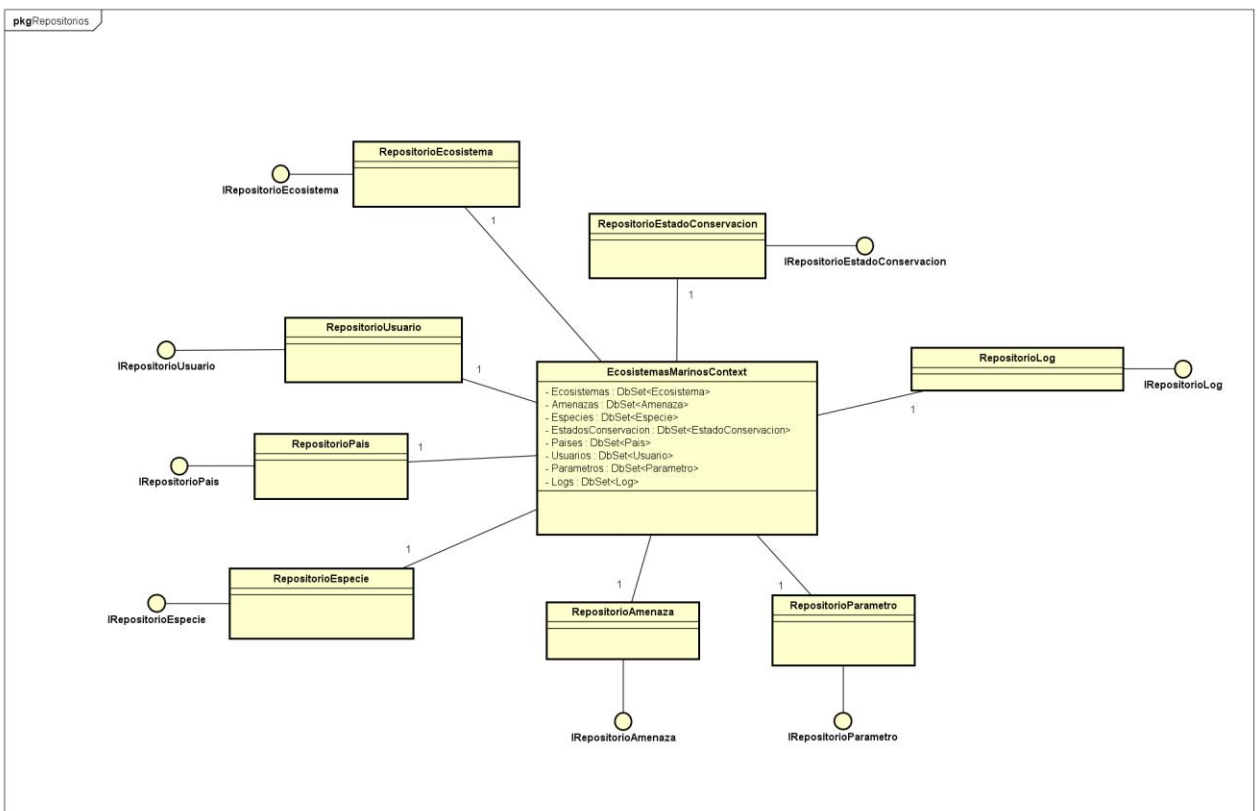 pkg Repositorios
RepositorioEcosistema
IRepositorioEcosistema
1
RepositorioEstadoConservacion
IRepositorioEstadoConservacion
1
RepositorioUsuario
IRepositorioUsuario
1
RepositorioLog
IRepositorioLog
1
EcosistemasMarinosContext
- Ecosistemas : DbSet<Ecosistema>
- Amenazas : DbSet<Amenaza>
- Especies : DbSet<Especie>
- EstadosConservacion : DbSet<EstadoConservacion>
- Paises : DbSet<Pais>
- Usuarios : DbSet<Usuario>
- Parametros : DbSet<Parametro>
- Logs : DbSet<Log>
RepositorioPais
1
IRepositorioPais
1
RepositorioEspecie
IRepositorioEspecie
1
RepositorioAmenaza
IRepositorioAmenaza
1
RepositorioParametro
IRepositorioParametro